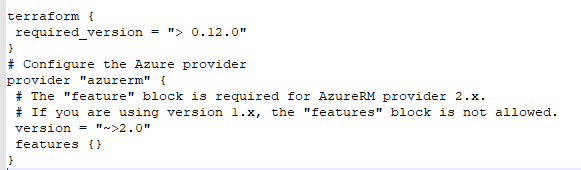 terraform {
 required_version = "> 0.12.0"
}
# Configure the Azure provider
provider "azurerm" {
 # The "feature" block is required for AzureRM provider 2.x.
 # If you are using version 1.x, the "features" block is not allowed.
 version = "~>2.0"
 features {}
}